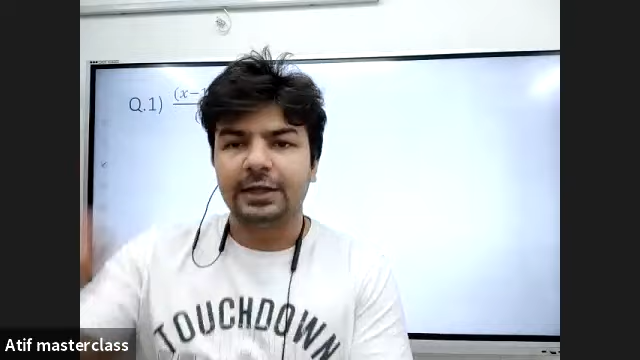 Q.1) (x-
TOUCHDOWN
Atif masterclass